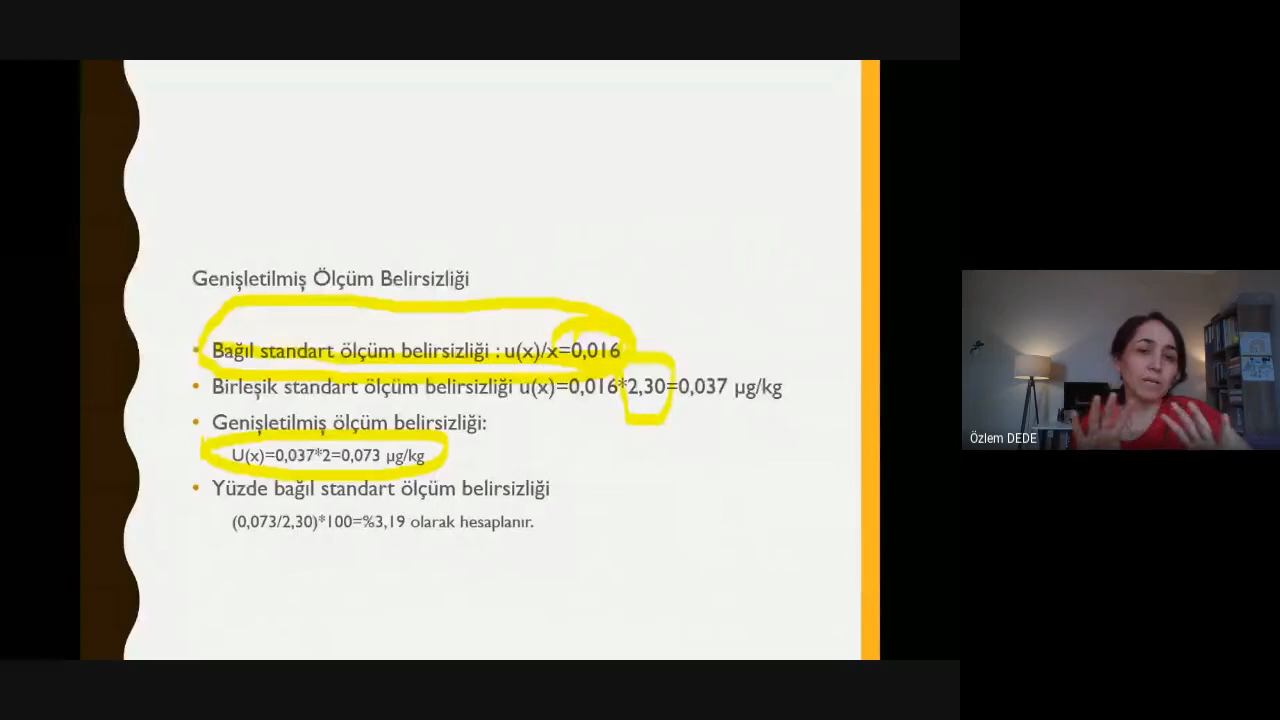 Genişletilmiş Ölçüm Belirsizliği
• Bağıl standart ölçüm belirsizliği : u(x)/x=0,016
• Birleşik standart ölçüm belirsizliği u(x)=0,016*2,30=0,037 µg/kg
• Genişletilmiş ölçüm belirsizliği:
U(x)=0,037*2=0,073 µg/kg
• Yüzde bağıl standart ölçüm belirsizliği
(0,073/2,30)*100=%3,19 olarak hesaplanır.
Özlem DEDE